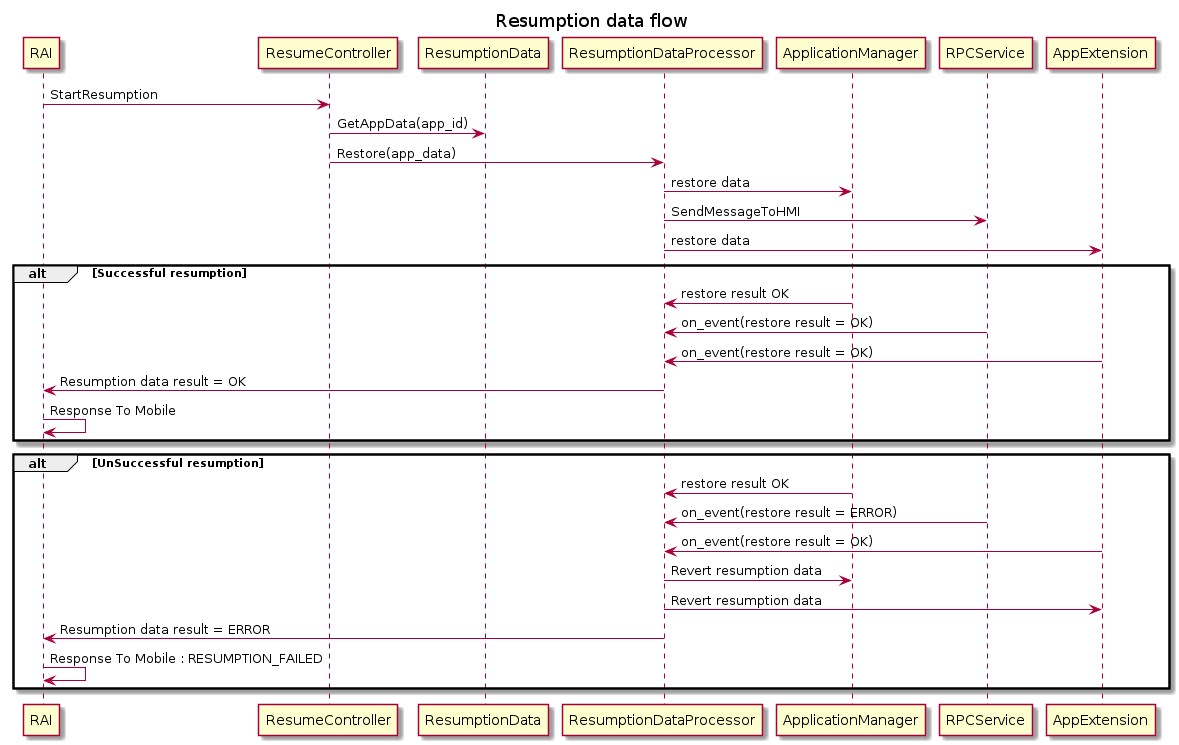 Resumption data flow
RAI
ResumeController
ResumptionData
ResumptionDataProcessor
ApplicationManager
RPCService
AppExtension
StartResumption
GetAppData(app_id)
Restore(app_data)
restore data
SendMessageToHMI
restore data
alt [Successful resumption]
restore result OK
on_event(restore result = OK)
on_event(restore result = OK)
Resumption data result = OK
Response To Mobile
alt [UnSuccessful resumption]
restore result OK
on_event(restore result = ERROR)
on_event(restore result = OK)
Revert resumption data
Revert resumption data
Resumption data result = ERROR
Response To Mobile : RESUMPTION_FAILED
RAI
ResumeController
ResumptionData
ResumptionDataProcessor
ApplicationManager
RPCService
AppExtension